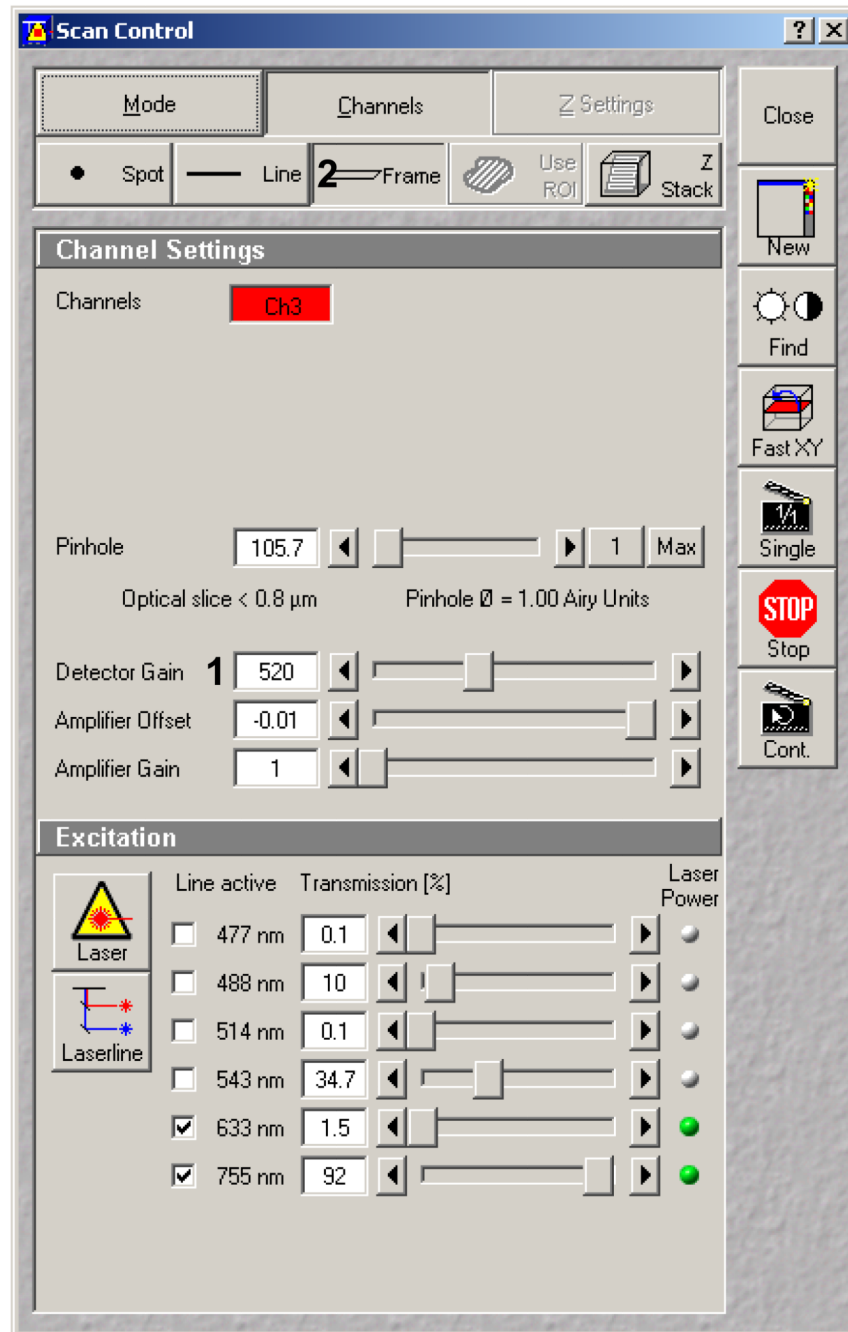 Scan Control
? ×
Mode Channels Z Settings
Spot Line 2 Frame Use ROI Z Stack
Close
New
Find
Fast XY
1/1
Single
STOP
Stop
Cont.
Channel Settings
Channels Ch3
Pinhole 105.7 1 Max
Optical slice < 0.8 µm Pinhole Ø = 1.00 Airy Units
Detector Gain 1 520
Amplifier Offset -0.01
Amplifier Gain 1
Excitation
Laser
Laserline
Line active Transmission [%] Laser Power
477 nm 0.1
488 nm 10
514 nm 0.1
543 nm 34.7
633 nm 1.5
755 nm 92